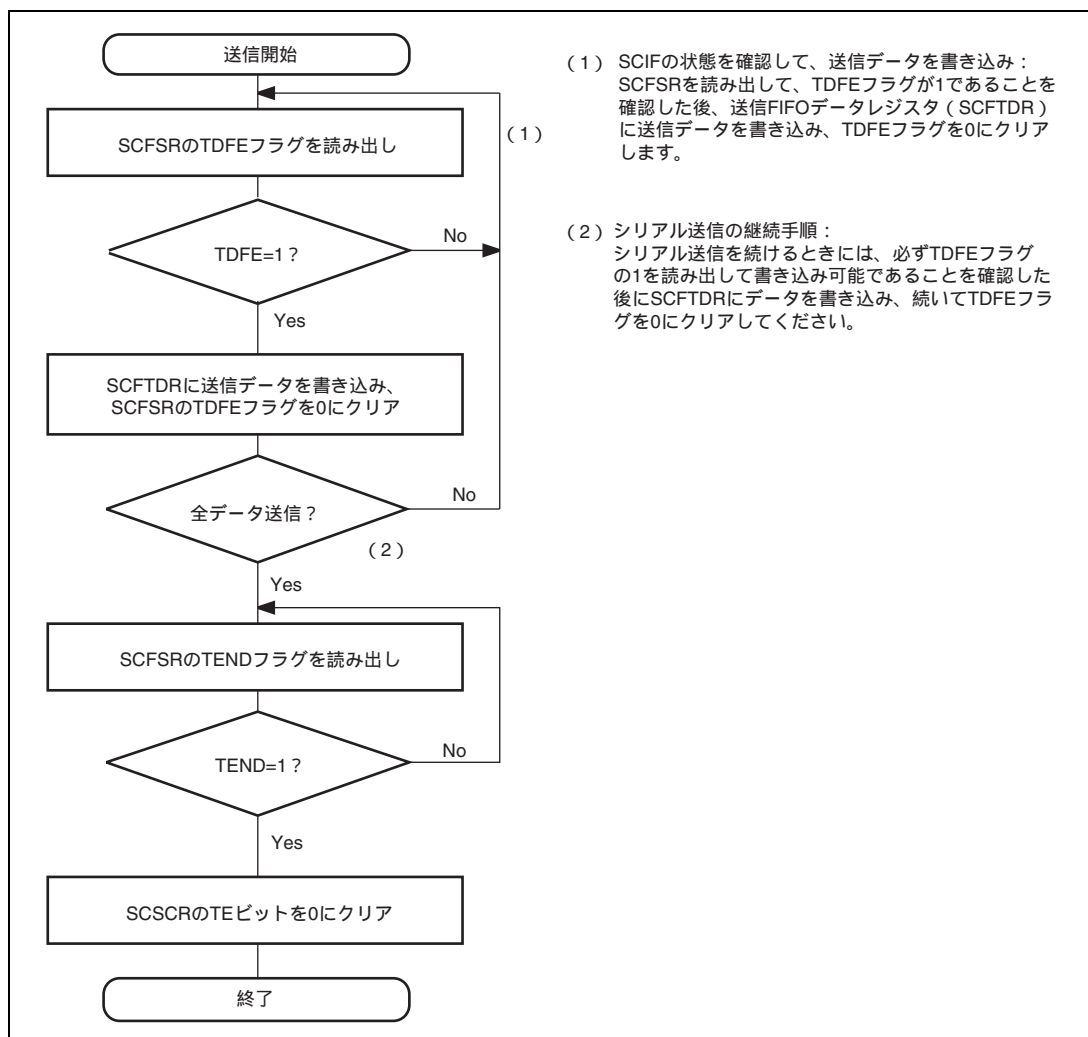 送信開始
SCFSRのTDFEフラグを読み出し
（1）
TDFE=1？
No
Yes
SCFTDRに送信データを書き込み、
SCFSRのTDFEフラグを0にクリア
全データ送信？
No
（2）
Yes
SCFSRのTENDフラグを読み出し
TEND=1？
No
Yes
SCSCRのTEビットを0にクリア
終了
（1） SCIFの状態を確認して、送信データを書き込み：
SCFSRを読み出して、TDFEフラグが1であることを
確認した後、送信FIFOデータレジスタ（SCFTDR）
に送信データを書き込み、TDFEフラグを0にクリア
します。
（2）シリアル送信の継続手順：
シリアル送信を続けるときには、必ずTDFEフラグ
の1を読み出して書き込み可能であることを確認した
後にSCFTDRにデータを書き込み、続いてTDFEフラ
グを0にクリアしてください。